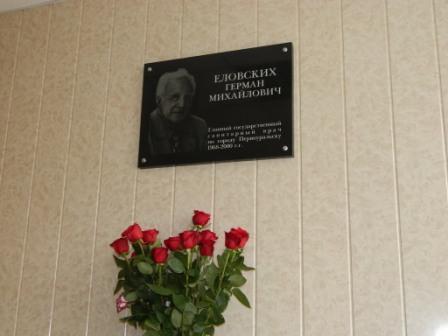 ЕЛОВСКИХ
ГЕРМАН
МИХАЙЛОВИЧ
Главный государственный
санитарный врач
по городу Первоуральску
1968-2000 г.г.